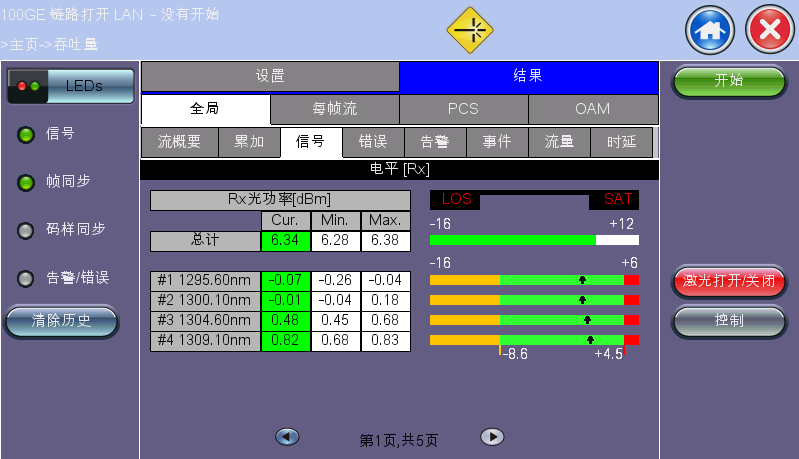 100GE 链路打开 LAN - 没有开始
>主页->吞吐量
LEDs
信号
帧同步
码样同步
告警/错误
清除历史
设置 结果
全局 每帧流 PCS OAM
流概要 累加 信号 错误 告警 事件 流量 时延
电平 [Rx]
Rx光功率[dBm]
Cur. Min. Max.
总计 6.34 6.28 6.38
#1 1295.60nm -0.07 -0.26 -0.04
#2 1300.10nm -0.01 -0.04 0.18
#3 1304.60nm 0.48 0.45 0.68
#4 1309.10nm 0.82 0.68 0.83
LOS SAT
-16 +12
-16 +6
-8.6 +4.5
第1页,共5页
开始
激光打开/关闭
控制